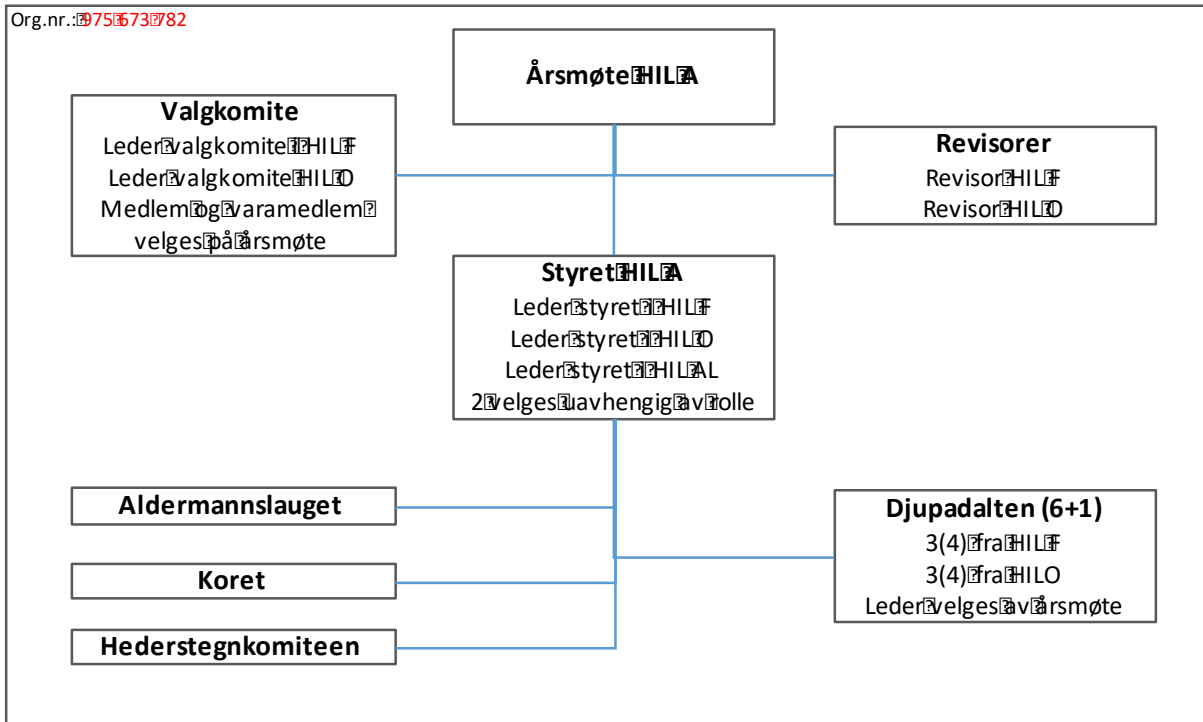 Org.nr.: 975 673 782
Årsmøte HIL A
Valgkomite
Leder valgkomite i HIL F
Leder valgkomite HIL O
Medlem og varamedlem
velges på årsmøte
Revisorer
Revisor HIL F
Revisor HIL O
Styret HIL A
Leder styret i HIL F
Leder styret i HIL O
Leder styret i HIL AL
2 velges uavhengig av rolle
Aldermannslauget
Koret
Hederstegnkomiteen
Djupadalten (6+1)
3(4) fra HIL F
3(4) fra HILO
Leder velges av årsmøte